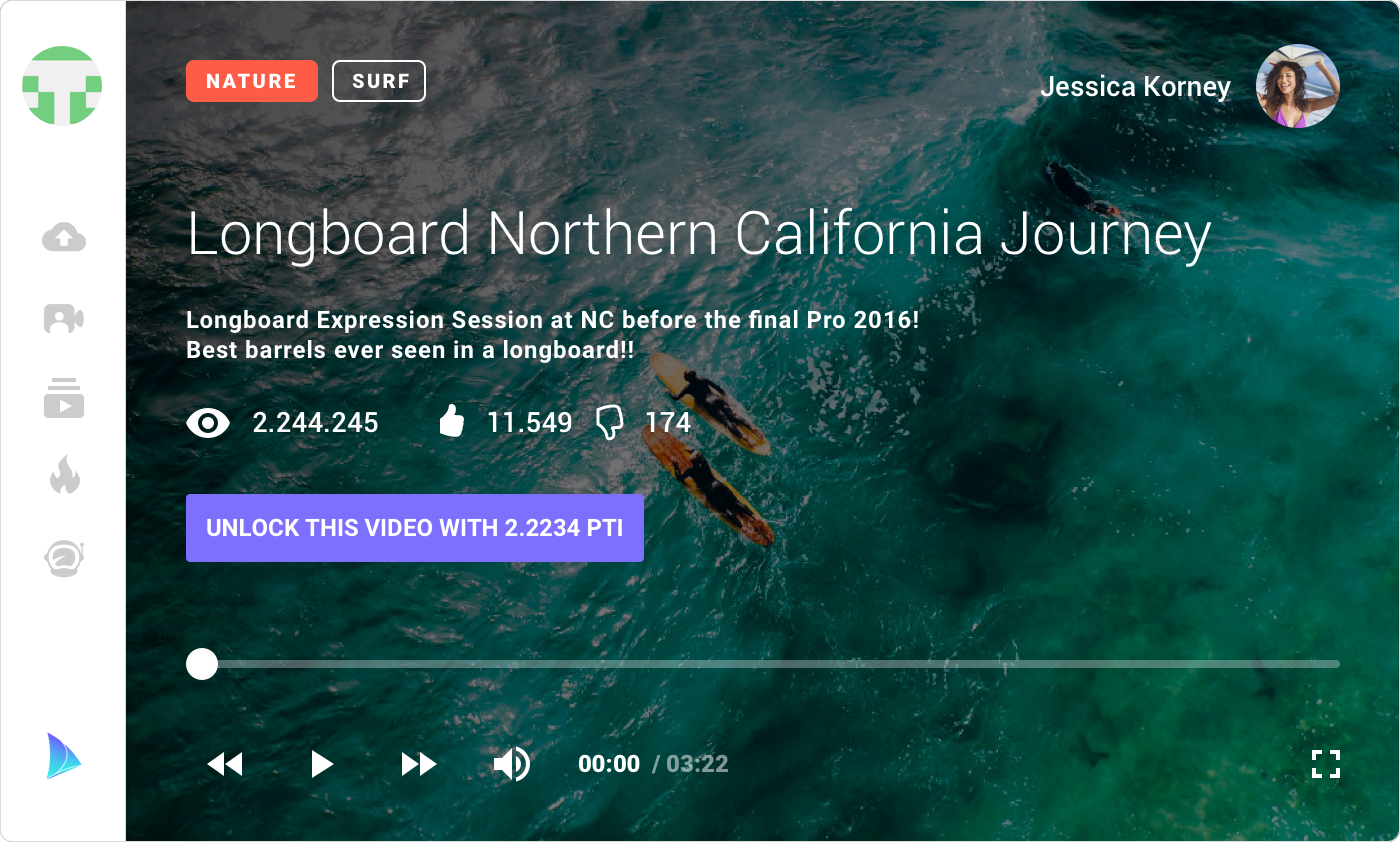 NATURE
SURF
Jessica Korney
Longboard Northern California Journey
Longboard Expression Session at NC before the final Pro 2016!
Best barrels ever seen in a longboard!!
2.244.245
11.549
174
UNLOCK THIS VIDEO WITH 2.2234 PTI
00:00 / 03:22